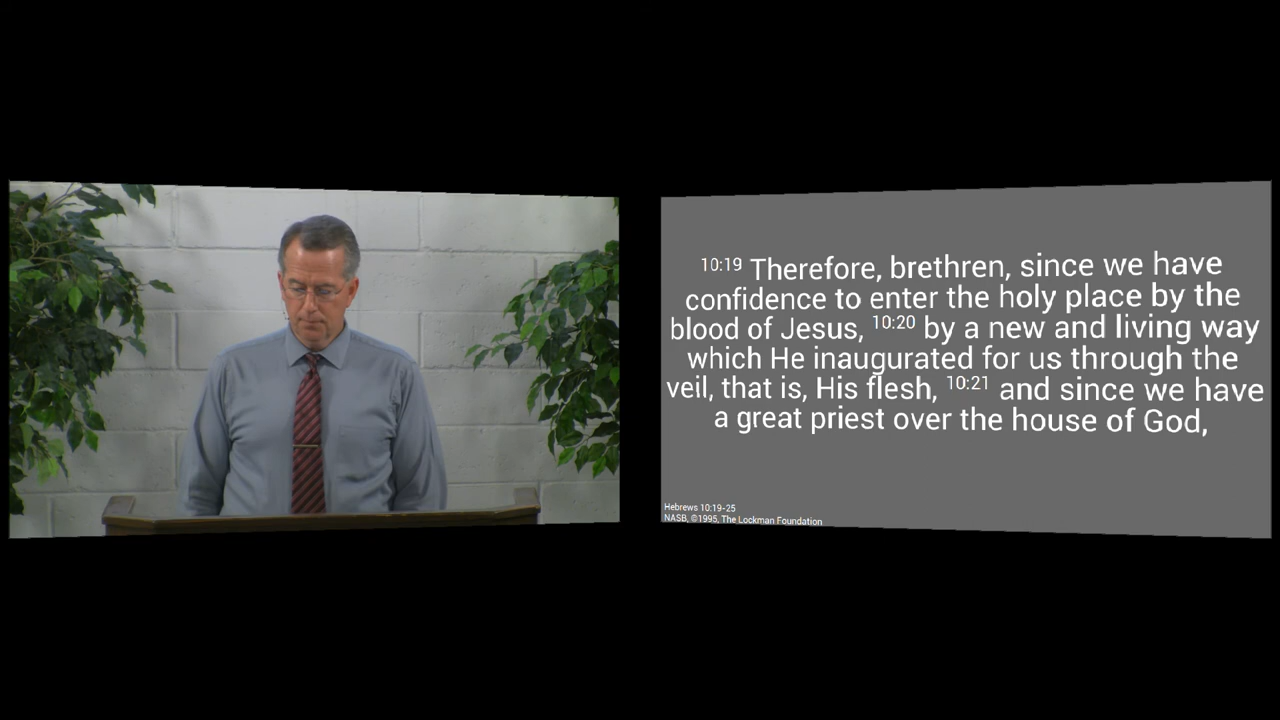 10:19 Therefore, brethren, since we have
confidence to enter the holy place by the
blood of Jesus, 10:20 by a new and living way
which He inaugurated for us through the
veil, that is, His flesh, 10:21 and since we have
a great priest over the house of God,
Hebrews 10:19-25
NASB, ©1995, The Lockman Foundation